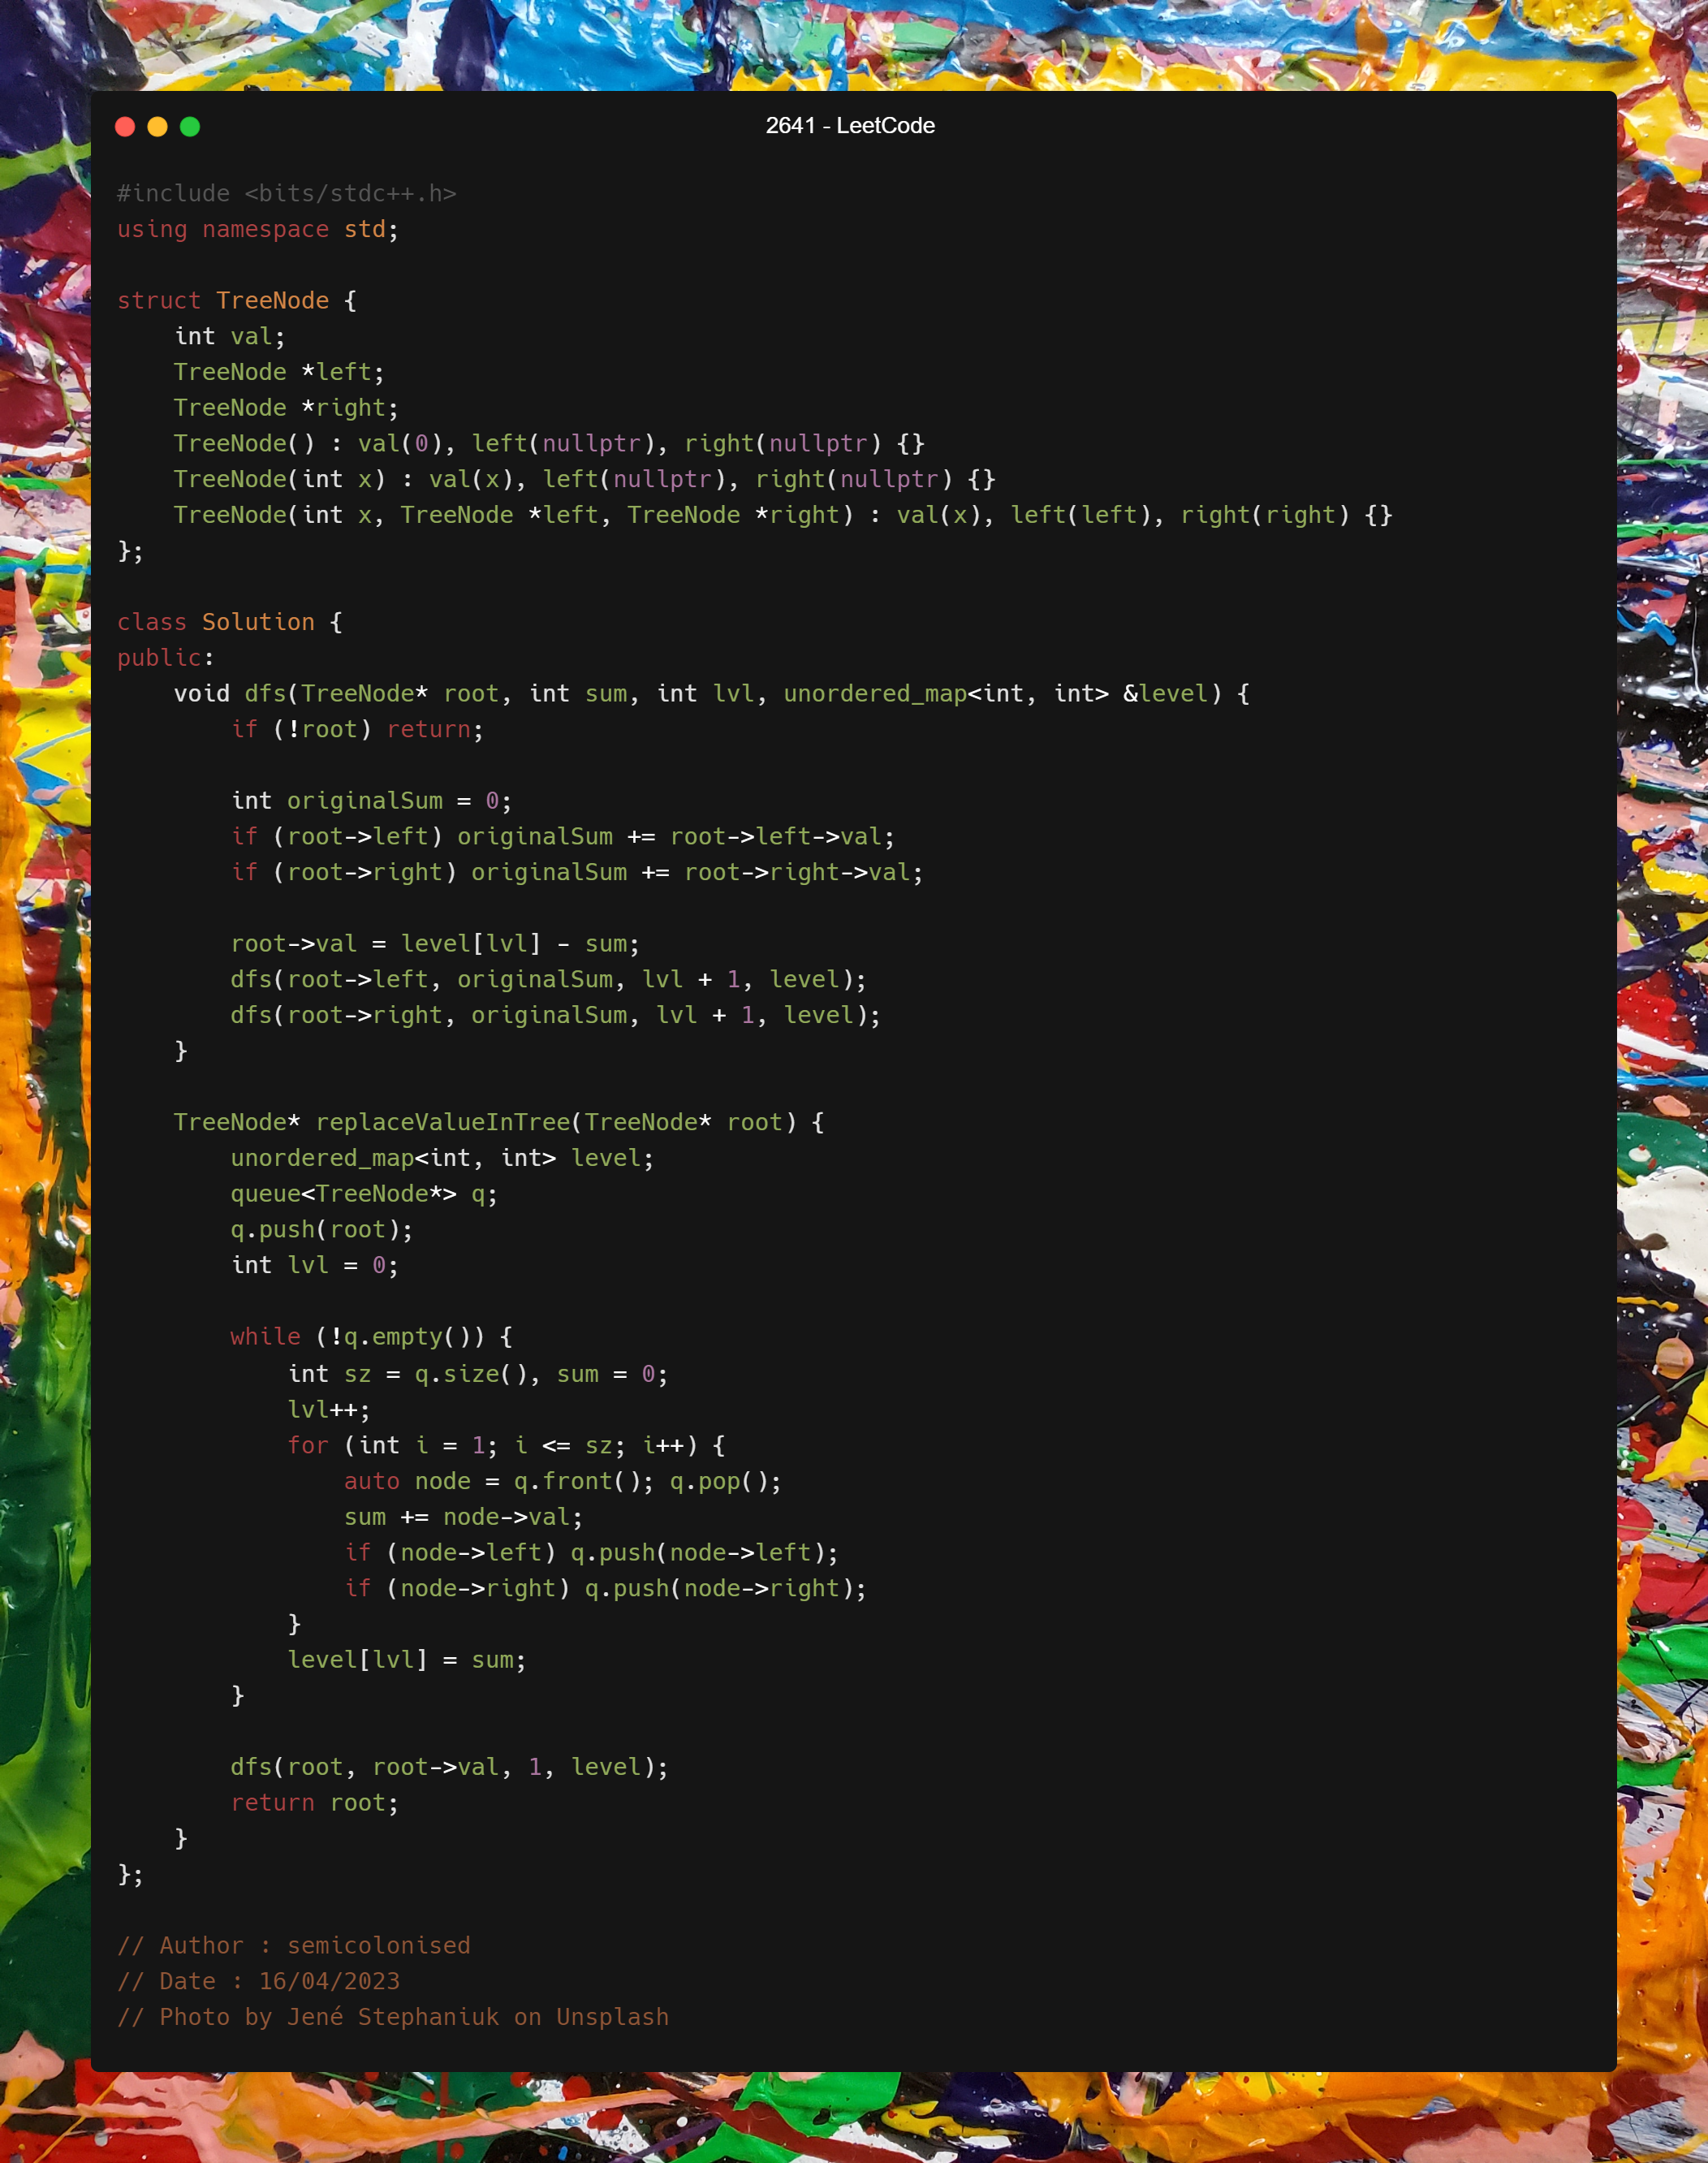 2641 - LeetCode
#include <bits/stdc++.h>
using namespace std;

struct TreeNode {
    int val;
    TreeNode *left;
    TreeNode *right;
    TreeNode() : val(0), left(nullptr), right(nullptr) {}
    TreeNode(int x) : val(x), left(nullptr), right(nullptr) {}
    TreeNode(int x, TreeNode *left, TreeNode *right) : val(x), left(left), right(right) {}
};

class Solution {
public:
    void dfs(TreeNode* root, int sum, int lvl, unordered_map<int, int> &level) {
        if (!root) return;

        int originalSum = 0;
        if (root->left) originalSum += root->left->val;
        if (root->right) originalSum += root->right->val;

        root->val = level[lvl] - sum;
        dfs(root->left, originalSum, lvl + 1, level);
        dfs(root->right, originalSum, lvl + 1, level);
    }

    TreeNode* replaceValueInTree(TreeNode* root) {
        unordered_map<int, int> level;
        queue<TreeNode*> q;
        q.push(root);
        int lvl = 0;

        while (!q.empty()) {
            int sz = q.size(), sum = 0;
            lvl++;
            for (int i = 1; i <= sz; i++) {
                auto node = q.front(); q.pop();
                sum += node->val;
                if (node->left) q.push(node->left);
                if (node->right) q.push(node->right);
            }
            level[lvl] = sum;
        }

        dfs(root, root->val, 1, level);
        return root;
    }
};

// Author : semicolonised
// Date : 16/04/2023
// Photo by Jené Stephaniuk on Unsplash